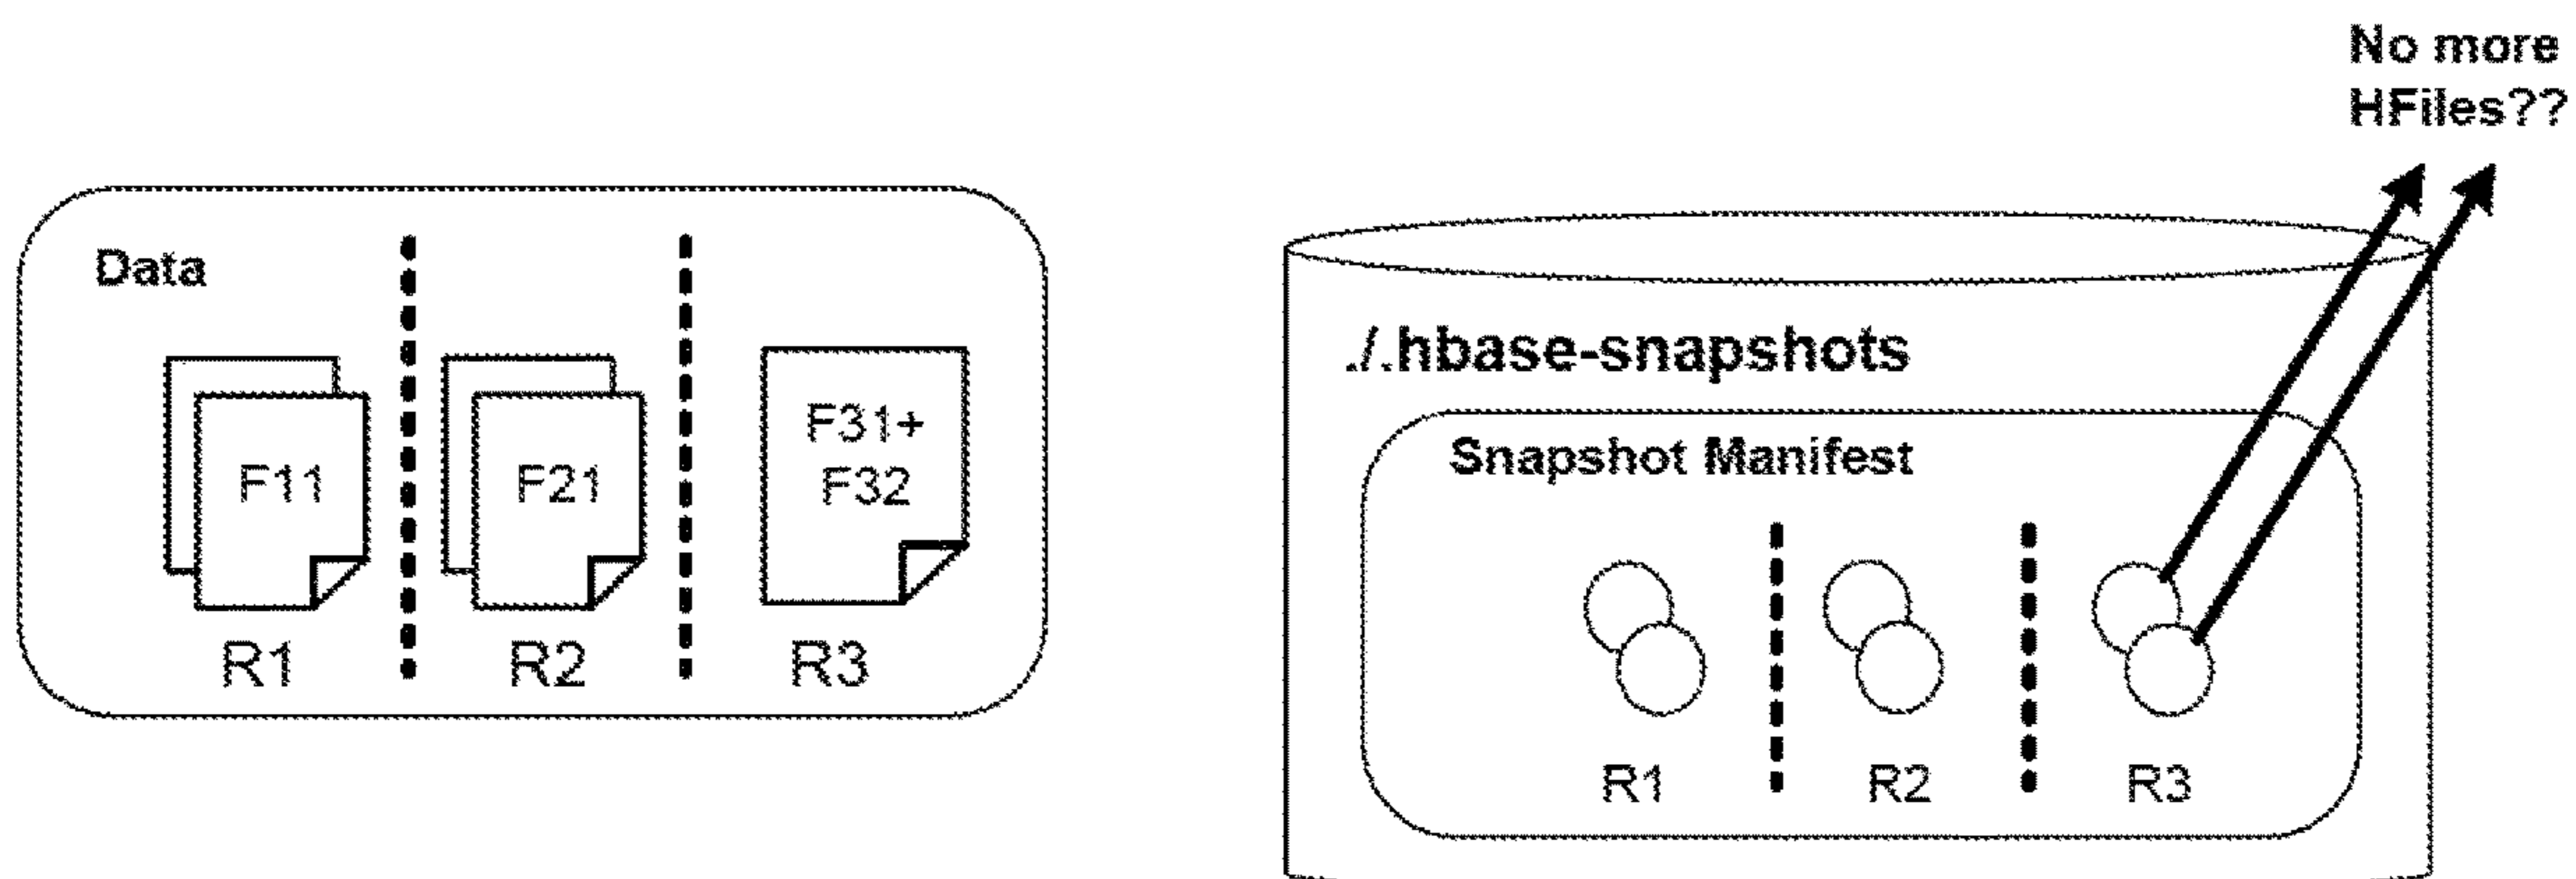 No more
HFiles??
Data
F11
F21
F31+
F32
R1
R2
R3
./.hbase-snapshots
Snapshot Manifest
R1
R2
R3